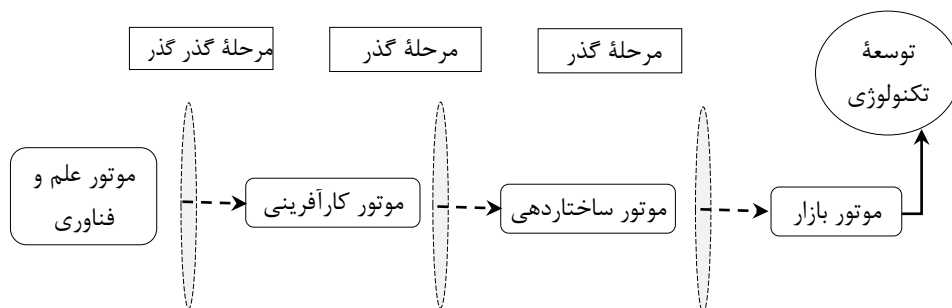 مرحلهٔ گذر گذر
مرحلهٔ گذر
مرحلهٔ گذر
توسعهٔ
تکنولوژی
موتور علم و
فناوری
موتور کارآفرینی
موتور ساختاردهی
موتور بازار